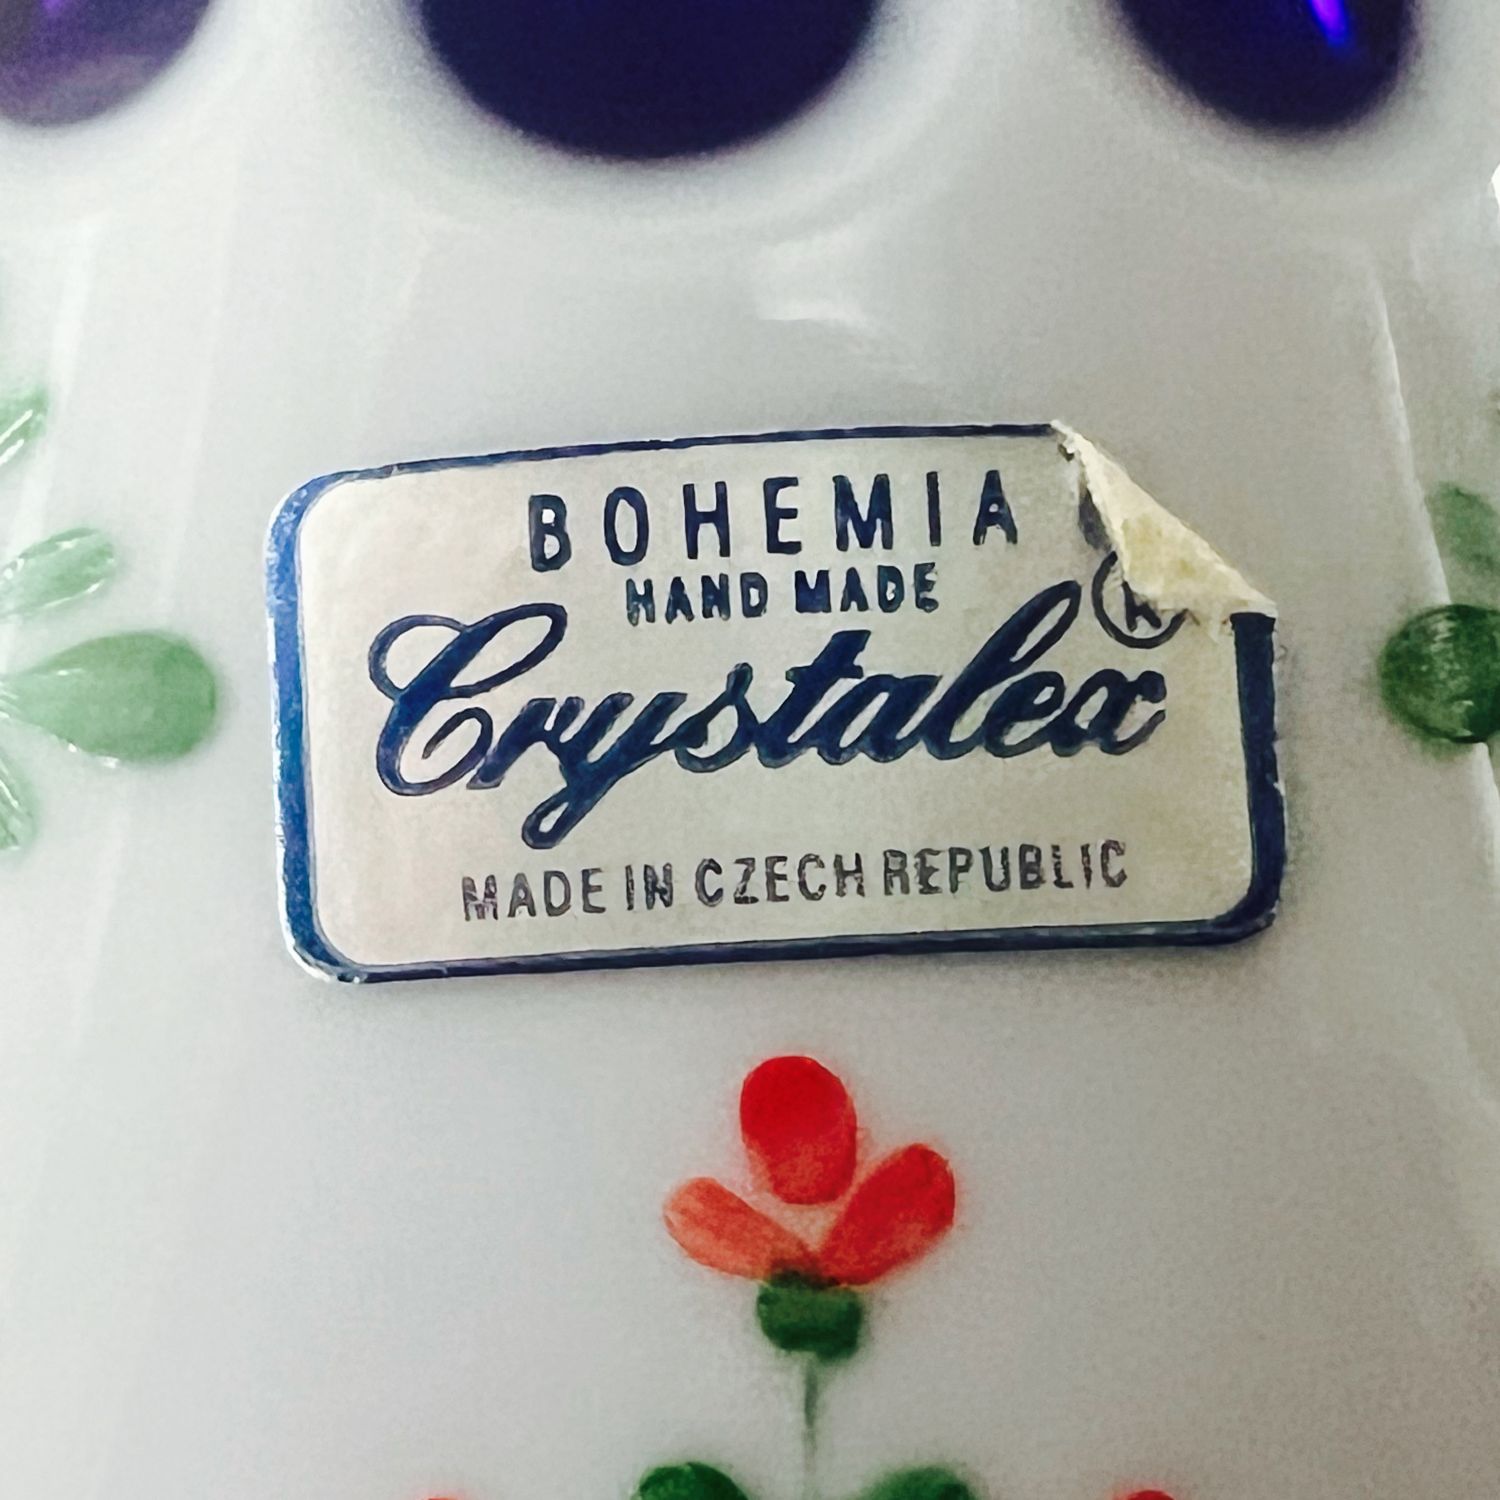 BOHEMIA
HAND MADE
Crystalex ®
MADE IN CZECH REPUBLIC